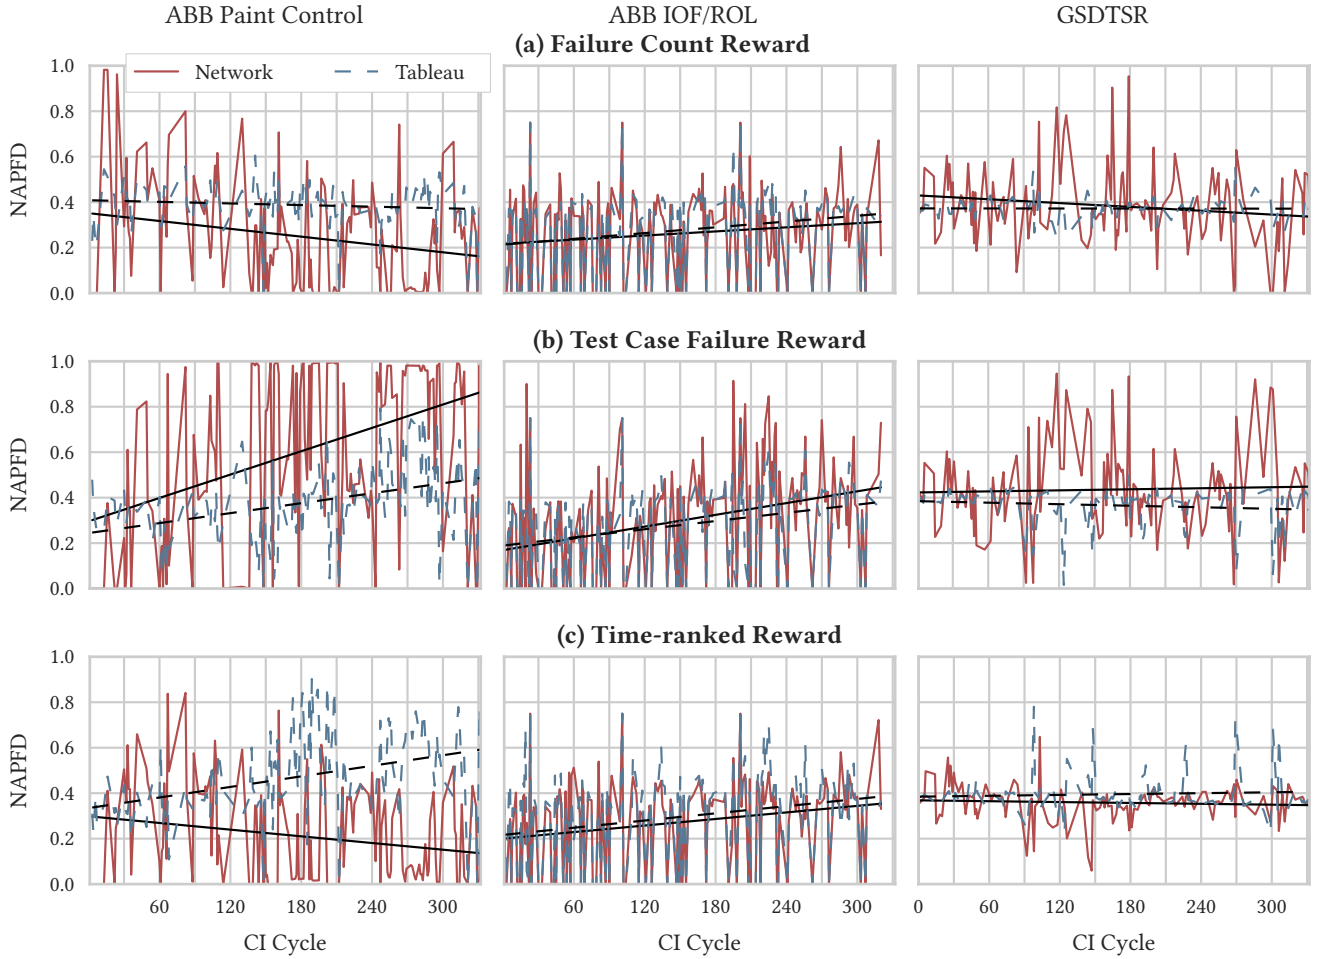 ABB Paint Control ABB IOF/ROL GSDTSR
(a) Failure Count Reward
Network Tableau
NAPFD
1.0
0.8
0.6
0.4
0.2
0.0
(b) Test Case Failure Reward
NAPFD
1.0
0.8
0.6
0.4
0.2
0.0
(c) Time-ranked Reward
NAPFD
1.0
0.8
0.6
0.4
0.2
0.0
60 120 180 240 300 60 120 180 240 300 0 60 120 180 240 300
CI Cycle CI Cycle CI Cycle